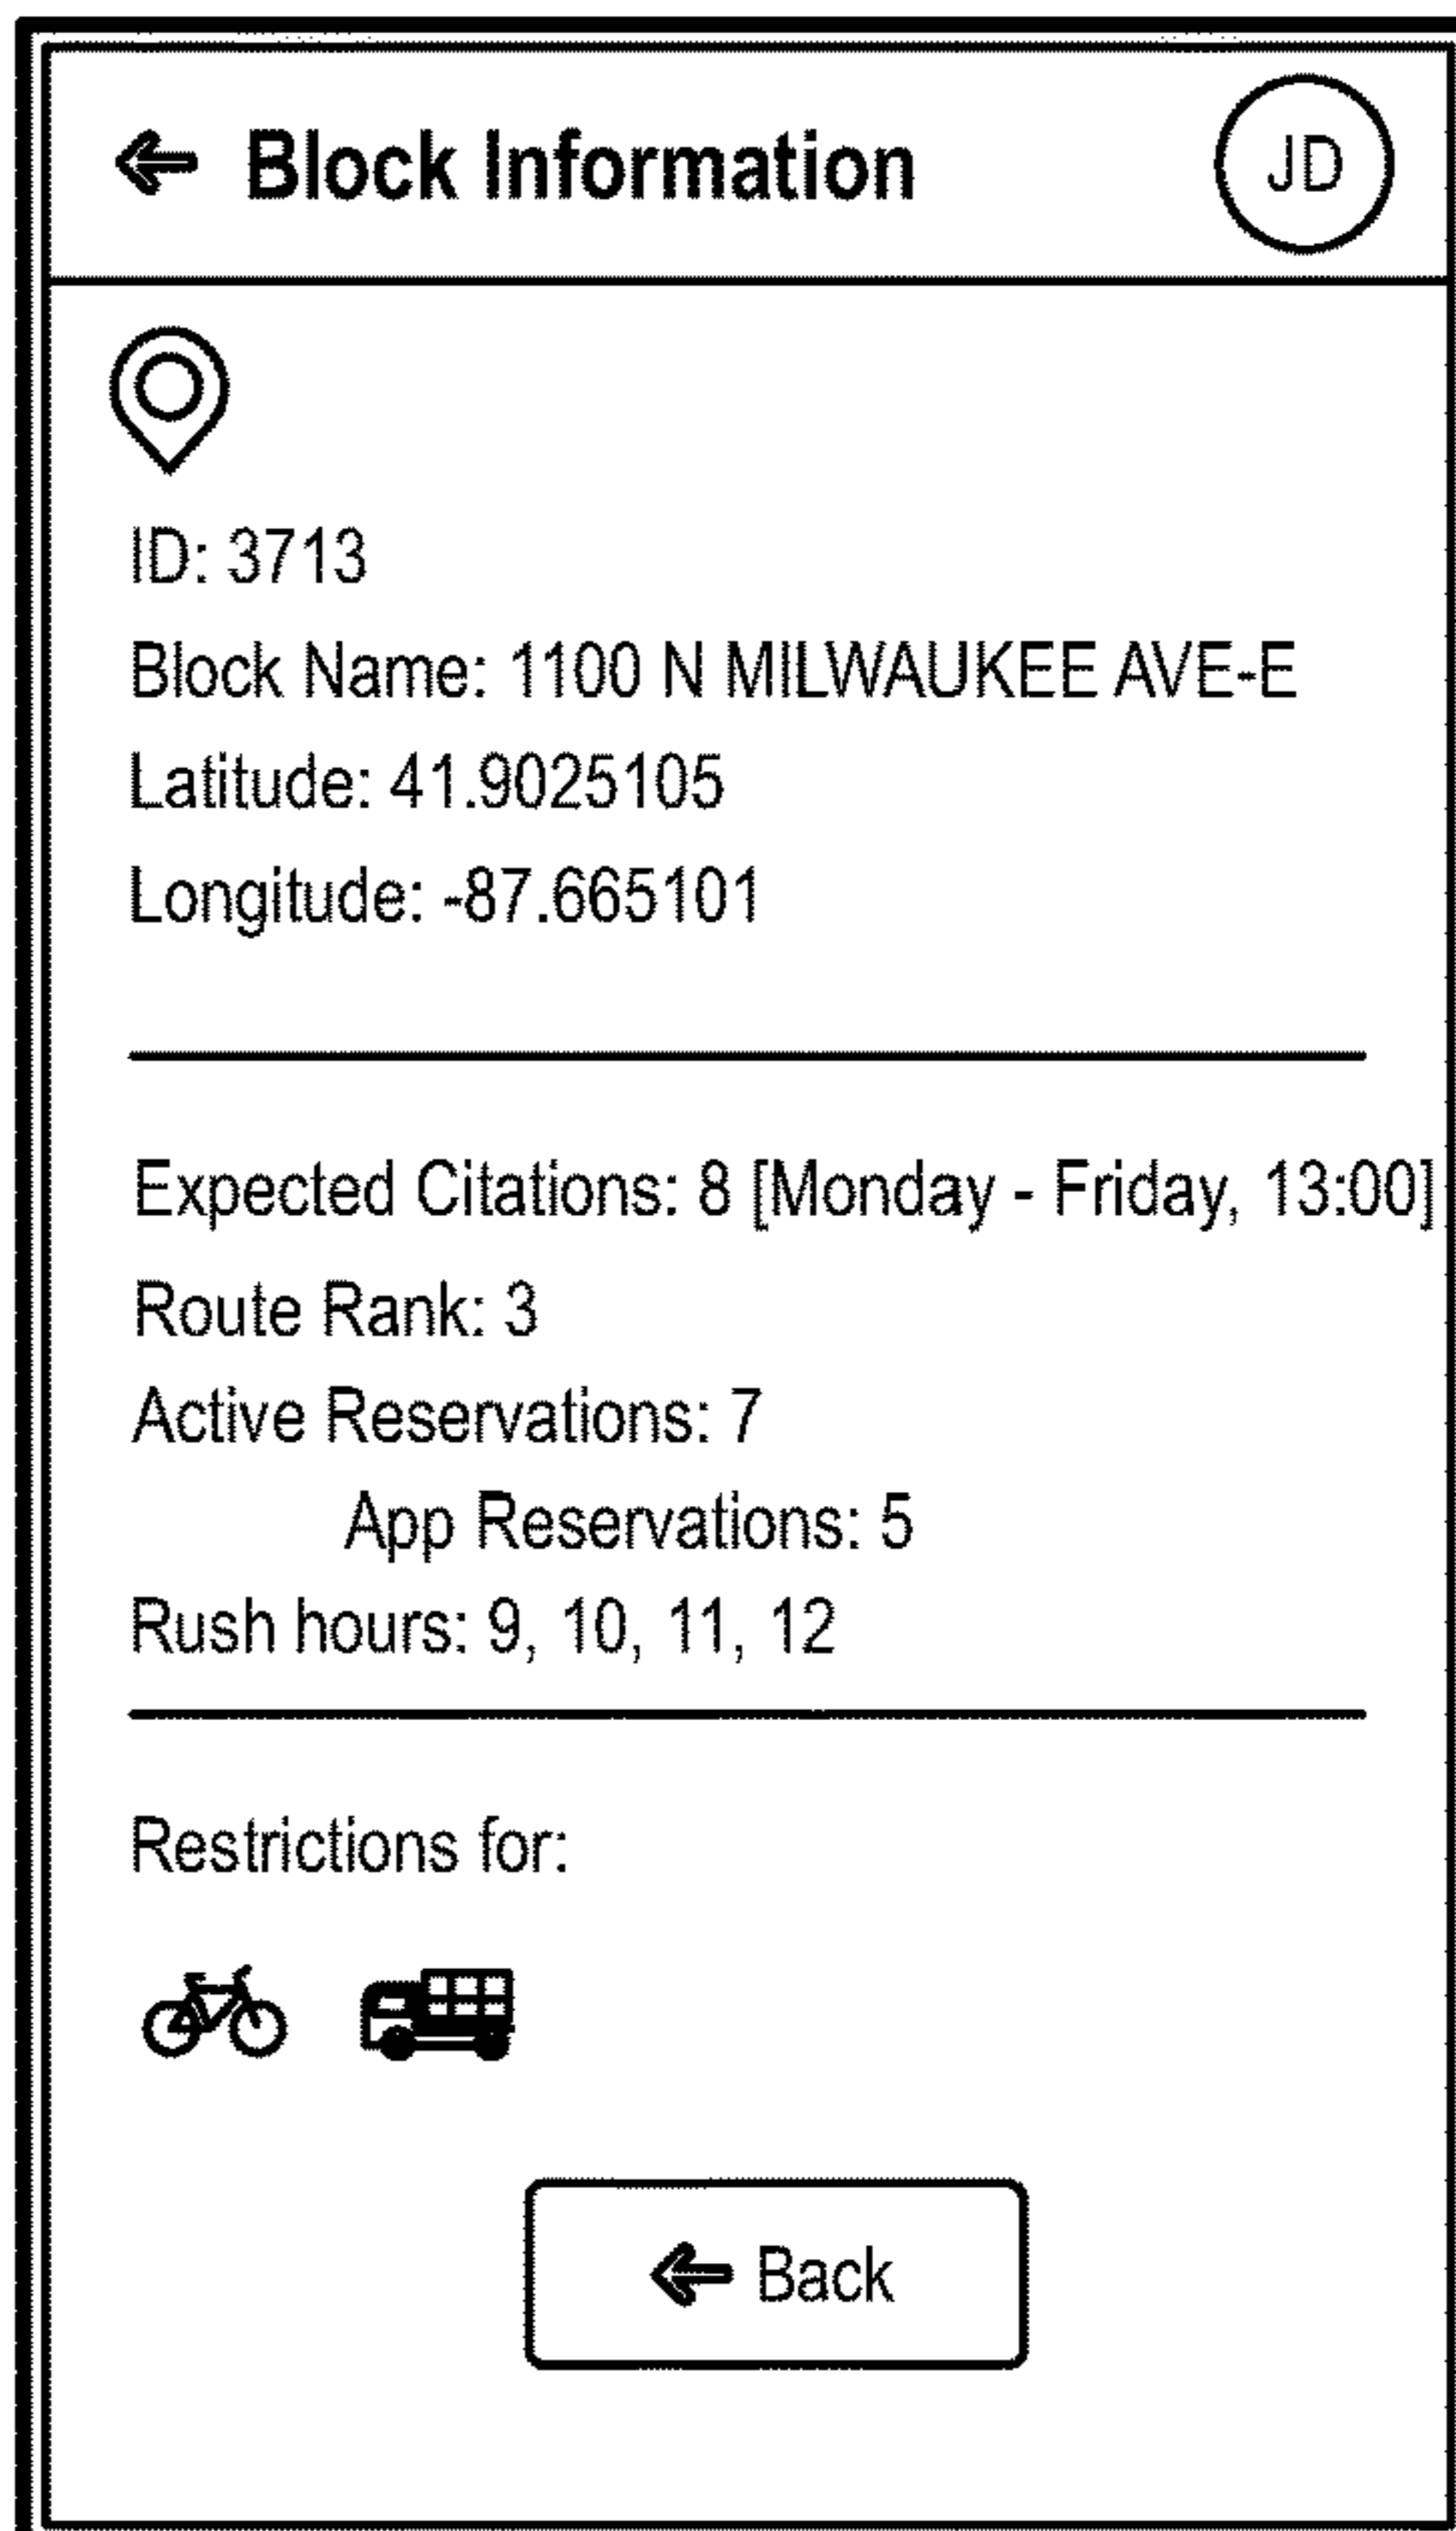 Block Information
JD
ID: 3713
Block Name: 1100 N MILWAUKEE AVE-E
Latitude: 41.9025105
Longitude: -87.665101
Expected Citations: 8 [Monday - Friday, 13:00]
Route Rank: 3
Active Reservations: 7
App Reservations: 5
Rush hours: 9, 10, 11, 12
Restrictions for:
Back